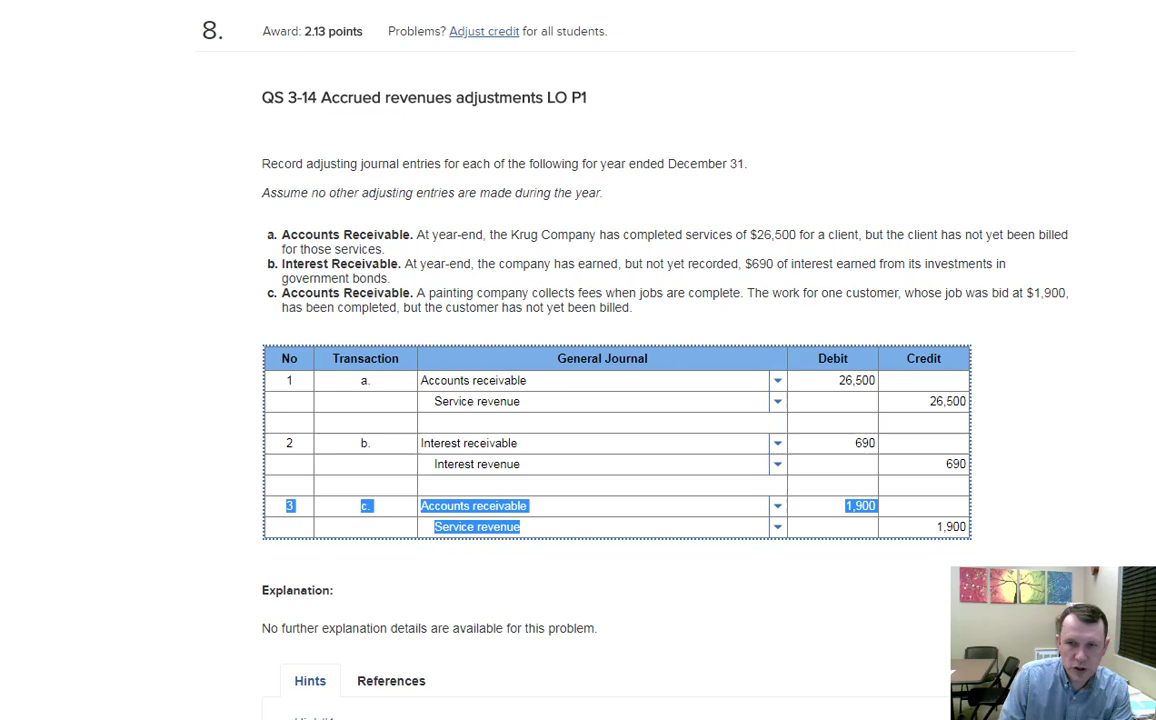 8.
Award: 2.13 points Problems? Adjust credit for all students.
QS 3-14 Accrued revenues adjustments LO P1
Record adjusting journal entries for each of the following for year ended December 31.
Assume no other adjusting entries are made during the year.
a. Accounts Receivable. At year-end, the Krug Company has completed services of $26,500 for a client, but the client has not yet been billed
for those services.
b. Interest Receivable. At year-end, the company has earned, but not yet recorded, $690 of interest earned from its investments in
government bonds.
c. Accounts Receivable. A painting company collects fees when jobs are complete. The work for one customer, whose job was bid at $1,900,
has been completed, but the customer has not yet been billed.
No Transaction General Journal Debit Credit
1 a. Accounts receivable 26,500
Service revenue 26,500
2 b. Interest receivable 690
Interest revenue 690
3 c. Accounts receivable 1,900
Service revenue 1,900
Explanation:
No further explanation details are available for this problem.
Hints References